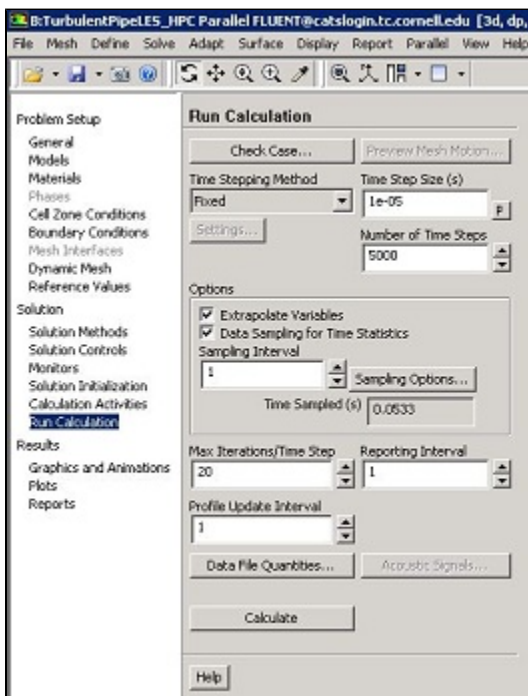 B:TurbulentPipeLES_HPC Parallel FLUENT@catslogin.tc.cornell.edu [3d, dp,
File Mesh Define Solve Adapt Surface Display Report Parallel View Help
Problem Setup
General
Models
Materials
Phases
Cell Zone Conditions
Boundary Conditions
Mesh Interfaces
Dynamic Mesh
Reference Values
Solution
Solution Methods
Solution Controls
Monitors
Solution Initialization
Calculation Activities
Run Calculation
Results
Graphics and Animations
Plots
Reports
Run Calculation
Check Case... Preview Mesh Motion...
Time Stepping Method Time Step Size (s)
Fixed 1e-05 P
Settings... Number of Time Steps
5000
Options
Extrapolate Variables
Data Sampling for Time Statistics
Sampling Interval
1 Sampling Options...
Time Sampled (s) 0.0533
Max Iterations/Time Step Reporting Interval
20 1
Profile Update Interval
1
Data File Quantities... Acoustic Signals...
Calculate
Help